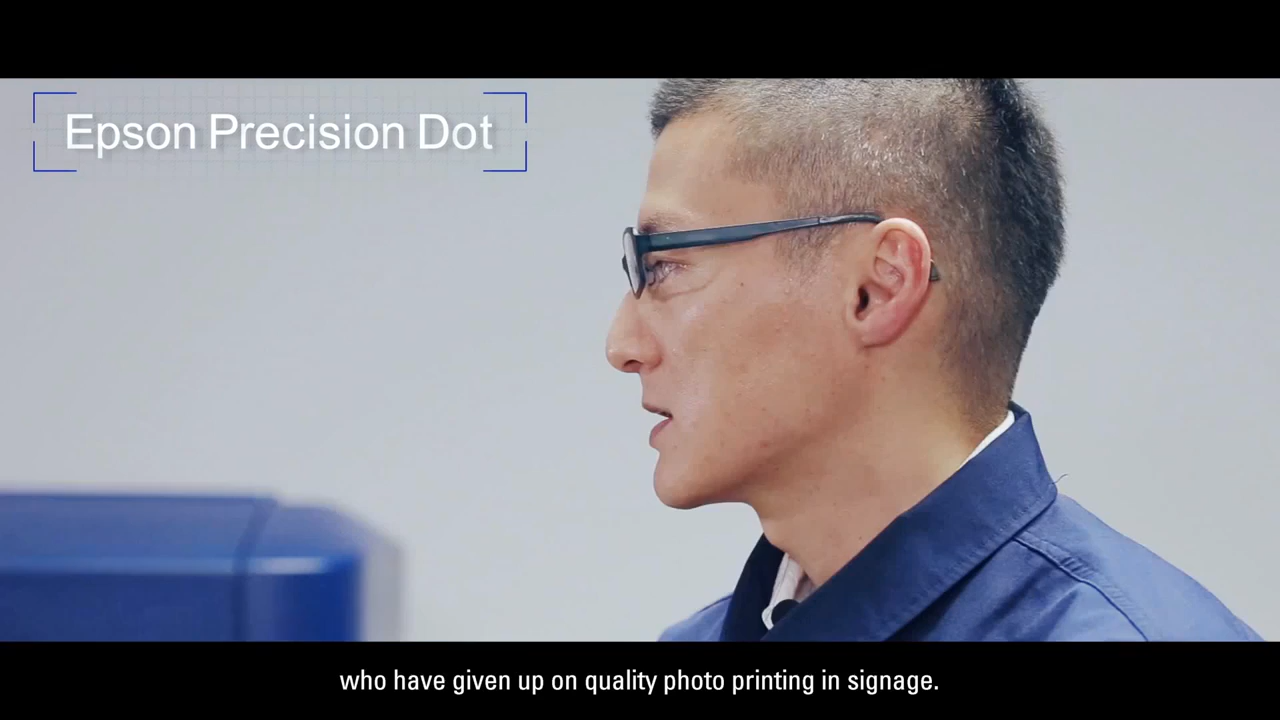 Epson Precision Dot
who have given up on quality photo printing in signage.